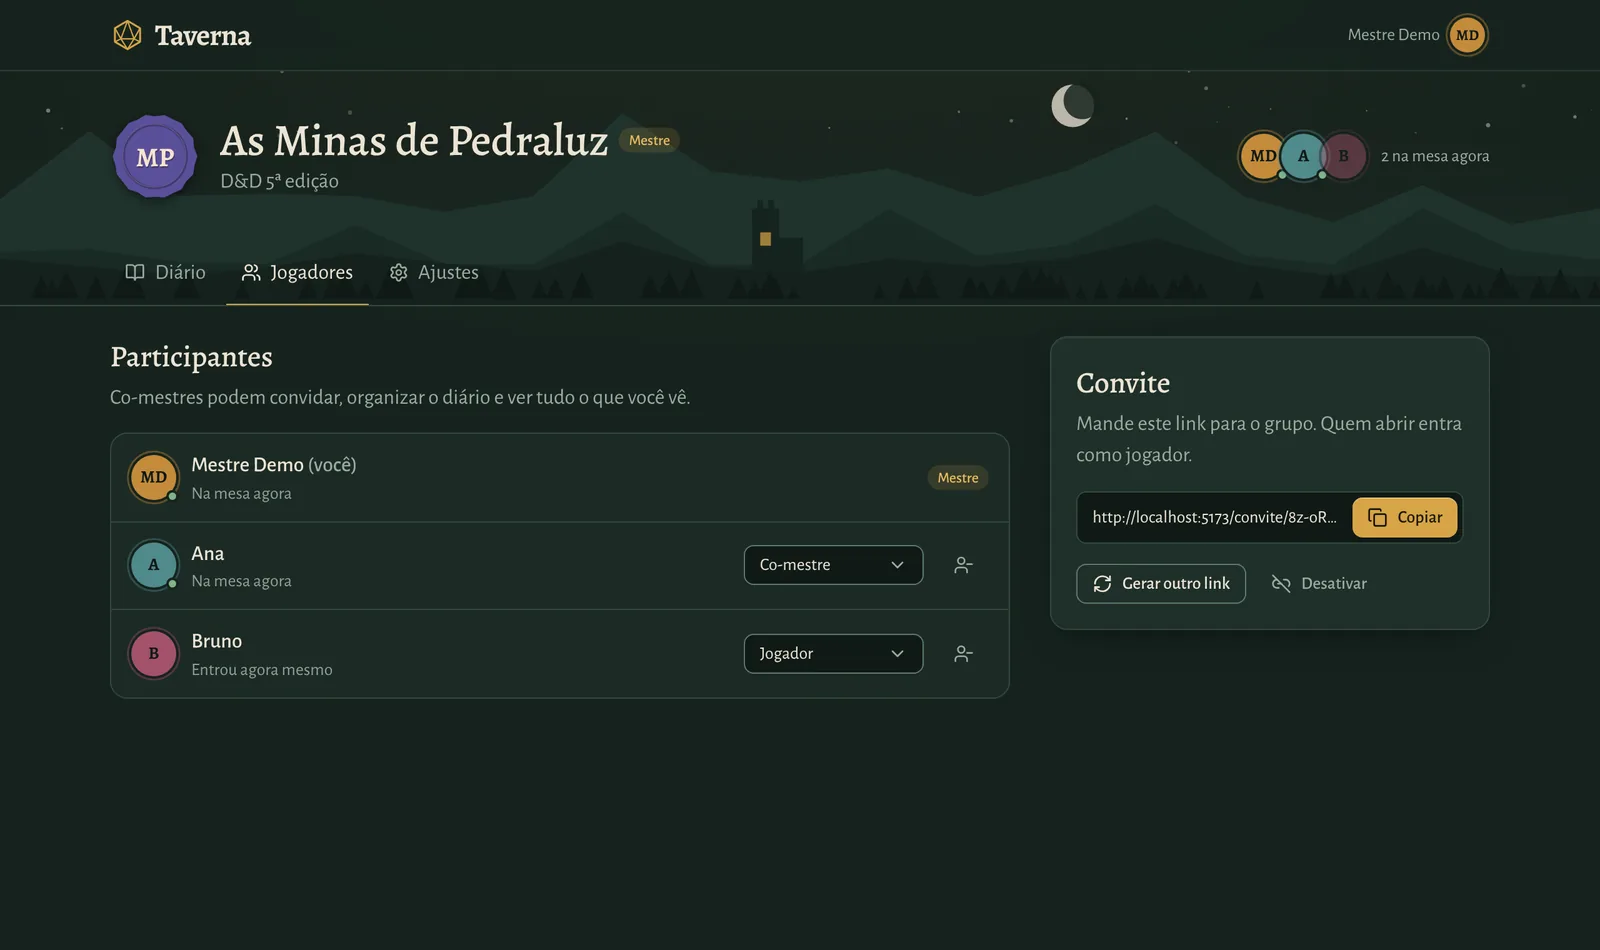 Taverna
Mestre Demo
MD
MP
As Minas de Pedraluz
Mestre
D&D 5ª edição
MD
A
B
2 na mesa agora
Diário
Jogadores
Ajustes
Participantes
Co-mestres podem convidar, organizar o diário e ver tudo o que você vê.
MD
Mestre Demo (você)
Na mesa agora
Mestre
A
Ana
Na mesa agora
Co-mestre
B
Bruno
Entrou agora mesmo
Jogador
Convite
Mande este link para o grupo. Quem abrir entra
como jogador.
http://localhost:5173/convite/8z-oR...
Copiar
Gerar outro link
Desativar